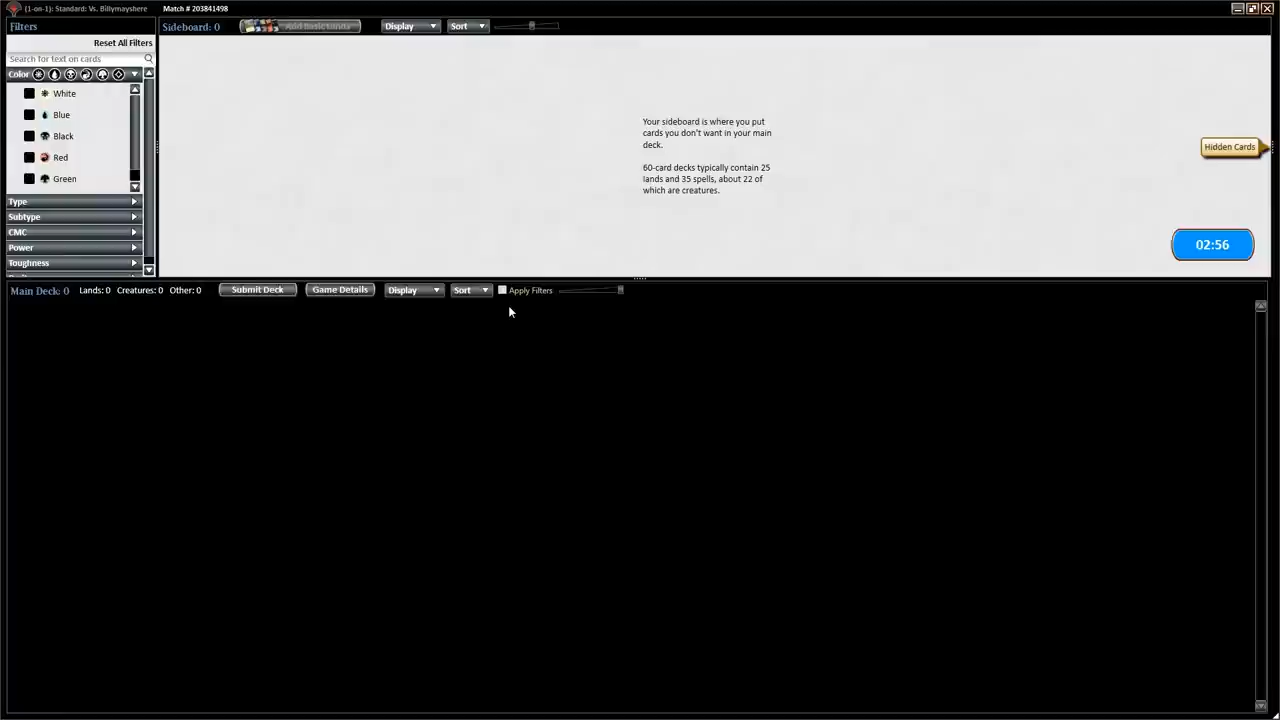 (1-on-1): Standard: Vs. Billymayshere Match # 203841498
Filters
Sideboard: 0 Add Basic Lands Display Sort
Reset All Filters
Search for text on cards
Color
White
Blue
Black
Red
Green
Type
Subtype
CMC
Power
Toughness
Your sideboard is where you put
cards you don't want in your main
deck.
60-card decks typically contain 25
lands and 35 spells, about 22 of
which are creatures.
Hidden Cards
02:56
Main Deck: 0 Lands: 0 Creatures: 0 Other: 0 Submit Deck Game Details Display Sort Apply Filters